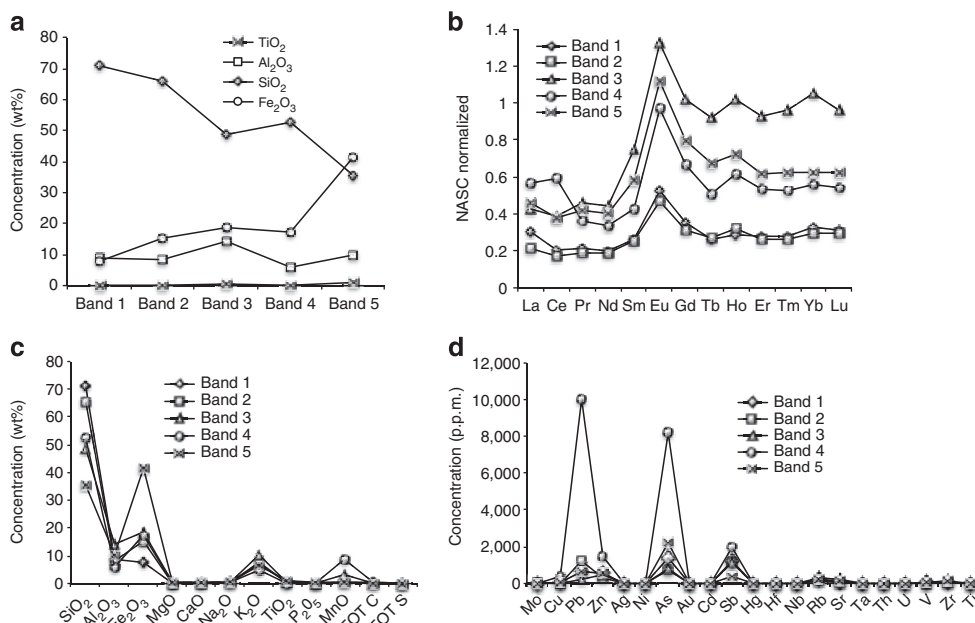 a
80
70
60
50
40
30
20
10
0
Concentration (wt%)
TiO2
Al2O3
SiO2
Fe2O3
Band 1 Band 2 Band 3 Band 4 Band 5
b
1.4
1.2
1
0.8
0.6
0.4
0.2
0
NASC normalized
Band 1
Band 2
Band 3
Band 4
Band 5
La Ce Pr Nd Sm Eu Gd Tb Ho Er Tm Yb Lu
c
80
70
60
50
40
30
20
10
0
Concentration (wt%)
Band 1
Band 2
Band 3
Band 4
Band 5
SiO2 Al2O3 Fe2O3 MgO CaO Na2O K2O TiO2 P2O5 MnO TOT C TOT S
d
12,000
10,000
8,000
6,000
4,000
2,000
0
Concentration (p.p.m.)
Band 1
Band 2
Band 3
Band 4
Band 5
Mo Cu Pb Zn Ag Ni As Au Cd Sb Hg Hf Nb Rb Sr Ta Th U V Zr